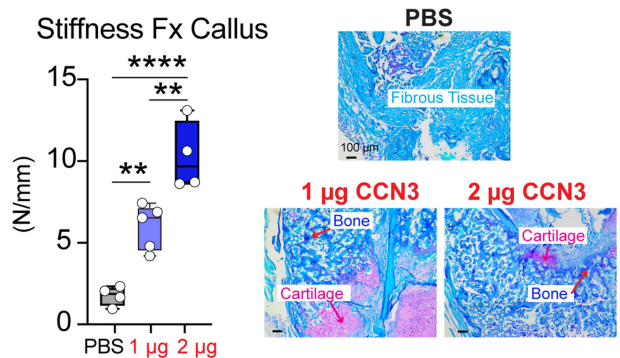 Stiffness Fx Callus
****
**
**
15
10
5
0
(N/mm)
PBS 1 µg 2 µg
PBS
Fibrous Tissue
100 µm
1 µg CCN3
Bone
Cartilage
2 µg CCN3
Cartilage
Bone